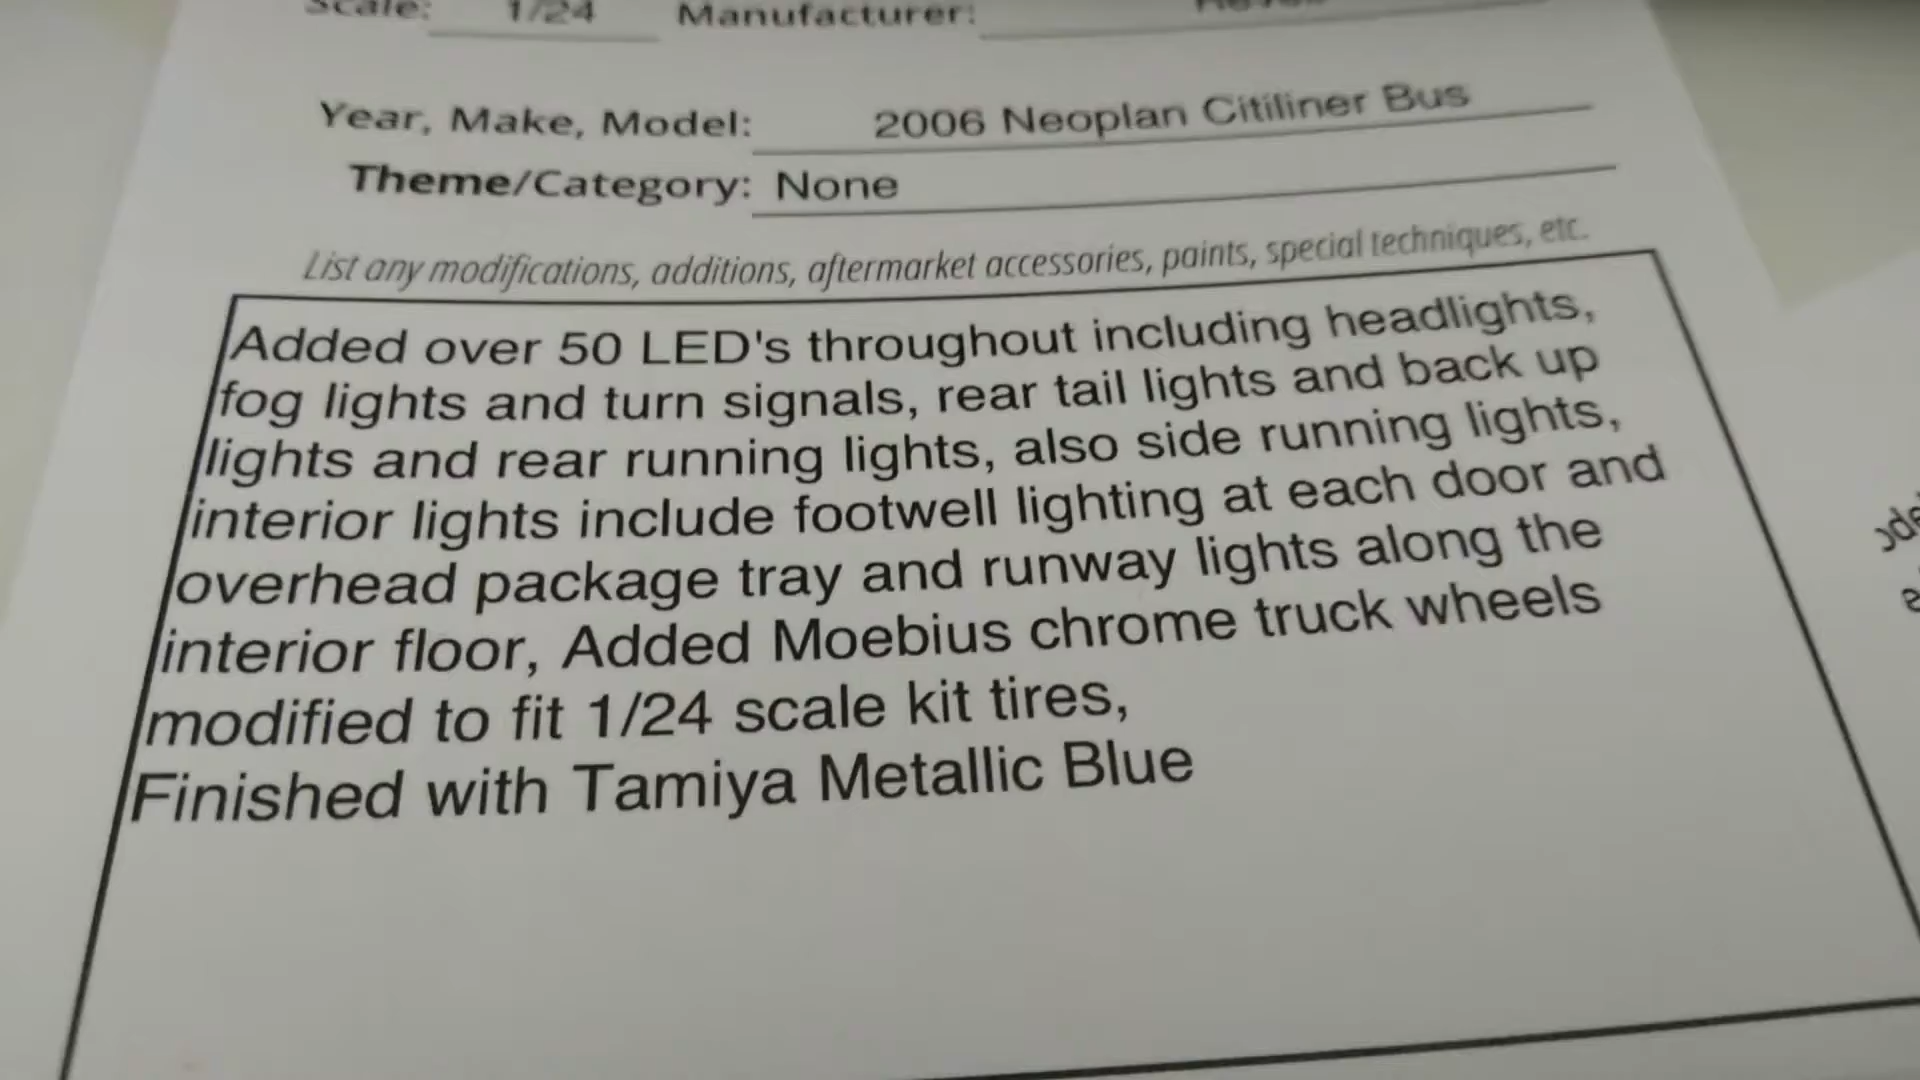 Scale: 1/24 Manufacturer:
Year, Make, Model: 2006 Neoplan Citiliner Bus
Theme/Category: None
List any modifications, additions, aftermarket accessories, paints, special techniques, etc.
Added over 50 LED's throughout including headlights,
fog lights and turn signals, rear tail lights and back up
lights and rear running lights, also side running lights,
interior lights include footwell lighting at each door and
overhead package tray and runway lights along the
interior floor, Added Moebius chrome truck wheels
modified to fit 1/24 scale kit tires,
Finished with Tamiya Metallic Blue